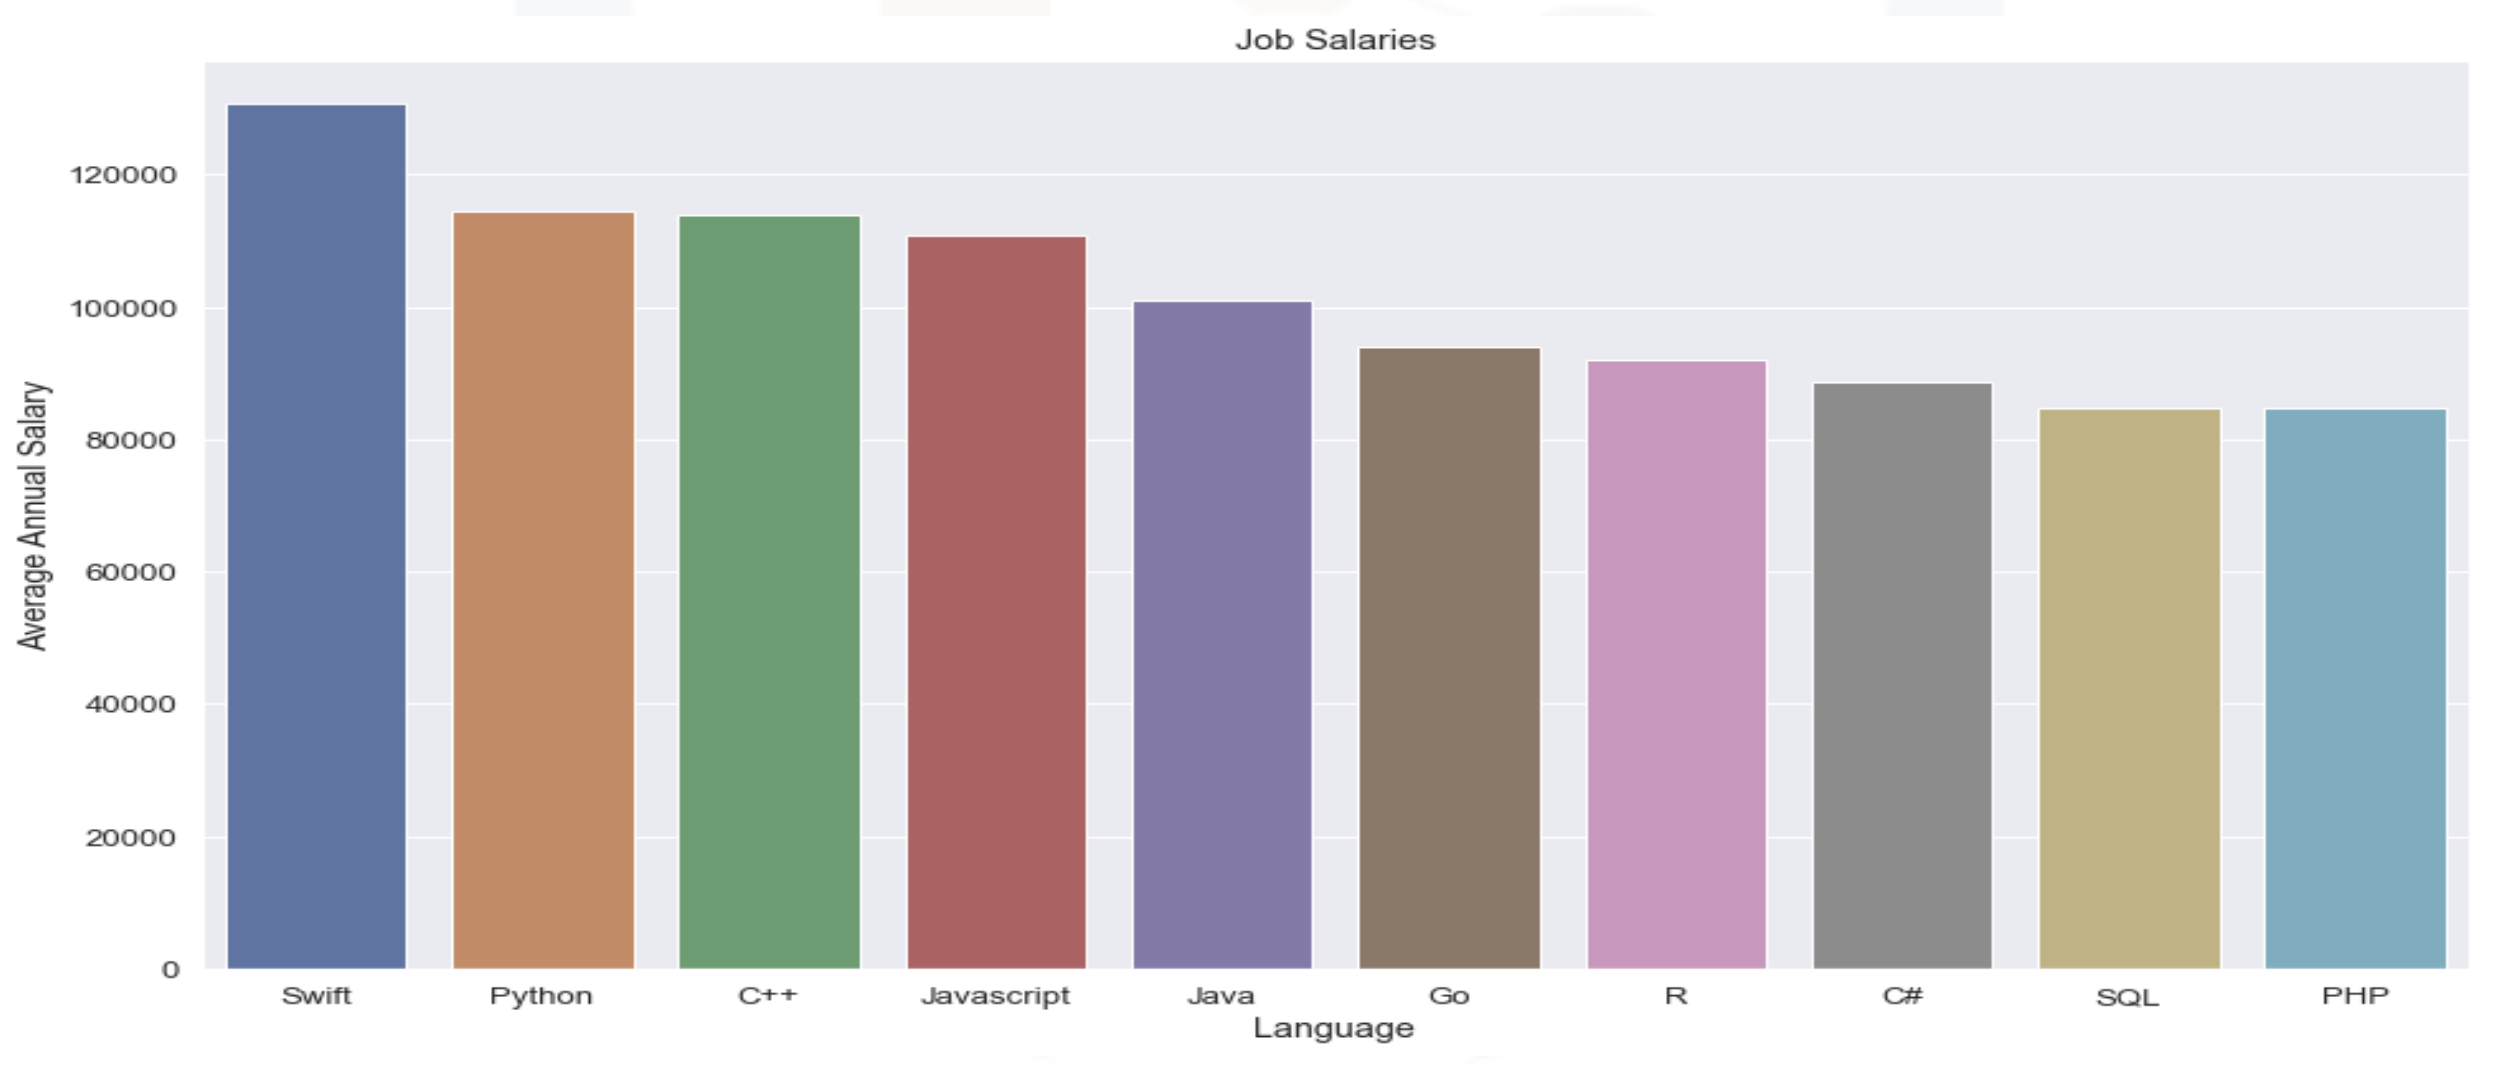 Job Salaries
120000
100000
80000
60000
40000
20000
0
Average Annual Salary
Swift Python C++ Javascript Java Go R C# SQL PHP
Language